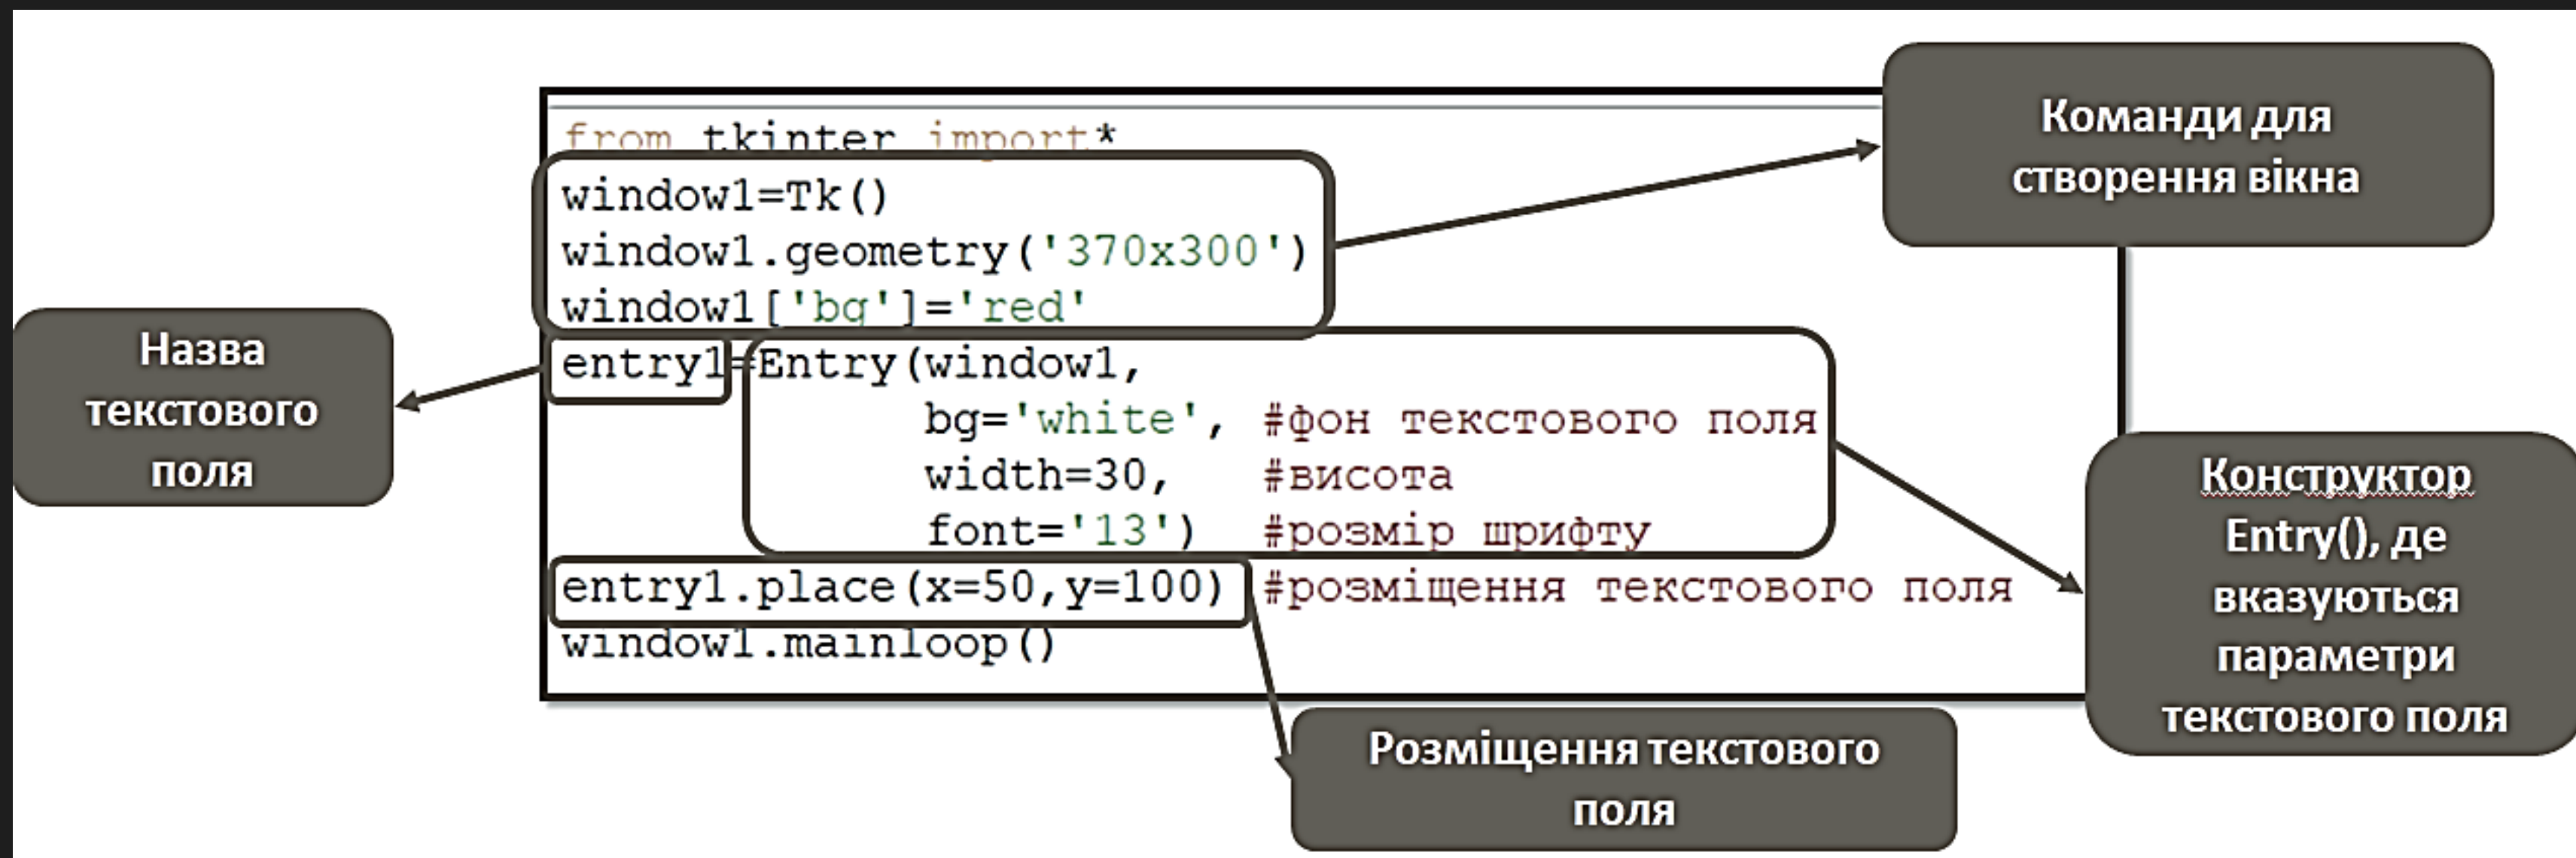 Команди для
створення вікна
from tkinter import*
window1=Tk()
window1.geometry('370x300')
window1['bg']='red'
Назва
текстового
поля
entry1=Entry(window1,
bg='white', #фон текстового поля
width=30, #висота
font='13') #розмір шрифту
entry1.place(x=50,y=100) #розміщення текстового поля
window1.mainloop()
Конструктор
Entry(), де
вказуються
параметри
текстового поля
Розміщення текстового
поля